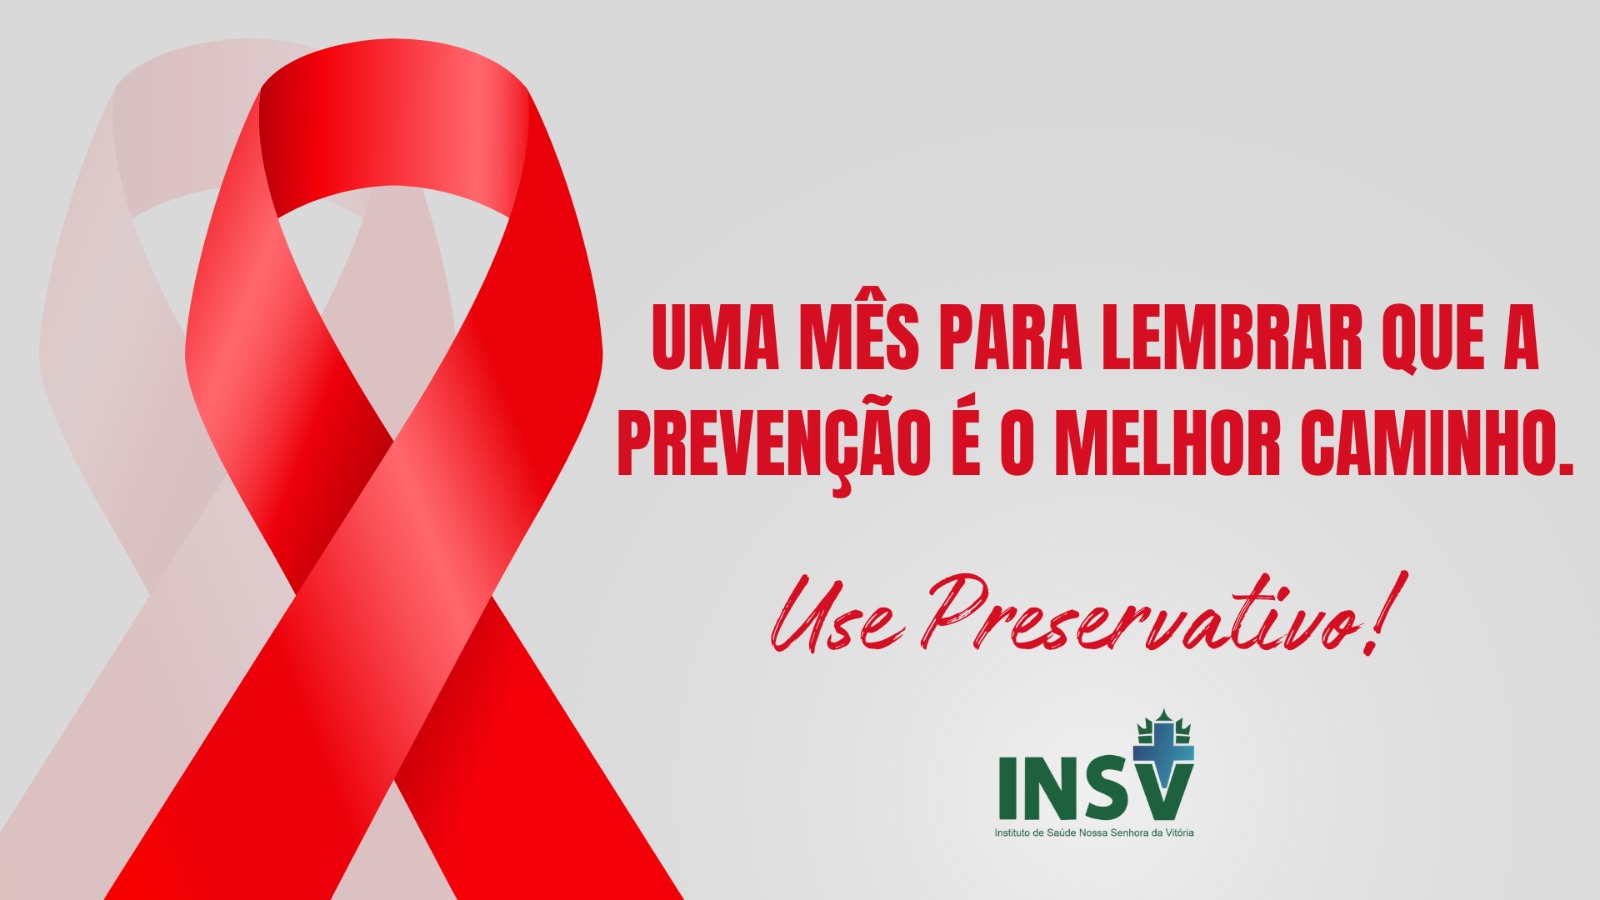 UMA MÊS PARA LEMBRAR QUE A
PREVENÇÃO É O MELHOR CAMINHO.
Use Preservativo!
INSV
Instituto de Saúde Nossa Senhora da Vitória